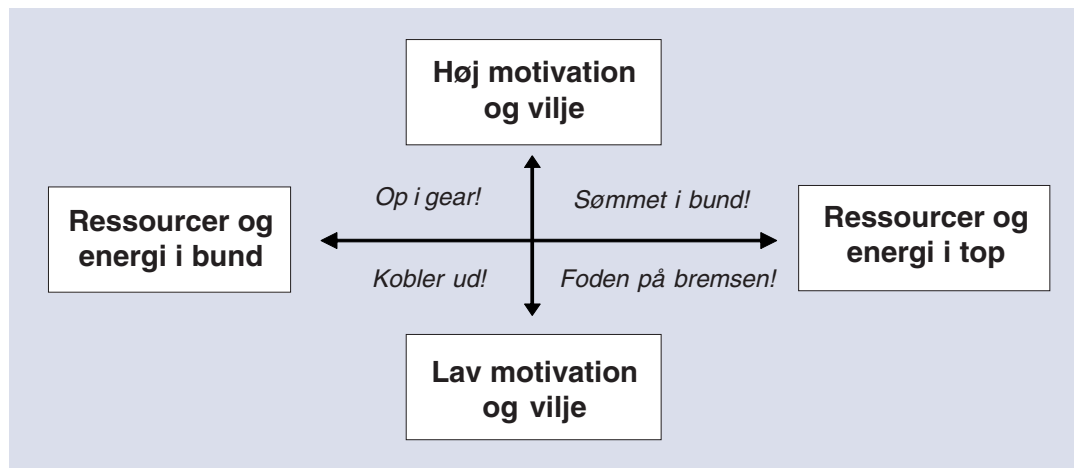 Høj motivation
og vilje
Op i gear!
Sømmet i bund!
Ressourcer og
energi i bund
Ressourcer og
energi i top
Kobler ud!
Foden på bremsen!
Lav motivation
og vilje